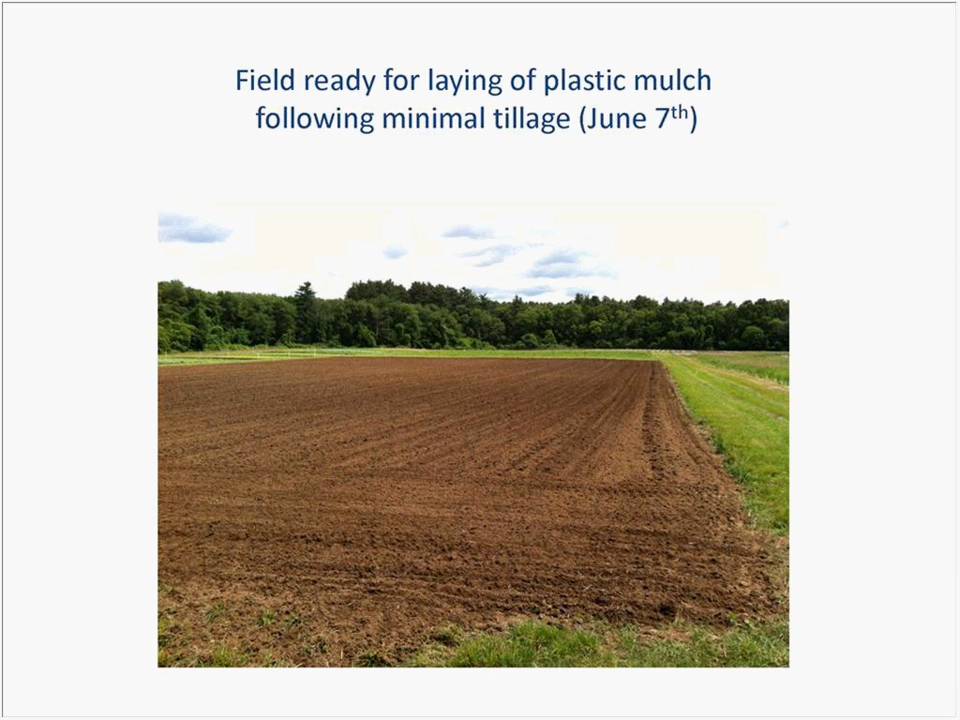 Field ready for laying of plastic mulch
following minimal tillage (June 7th)